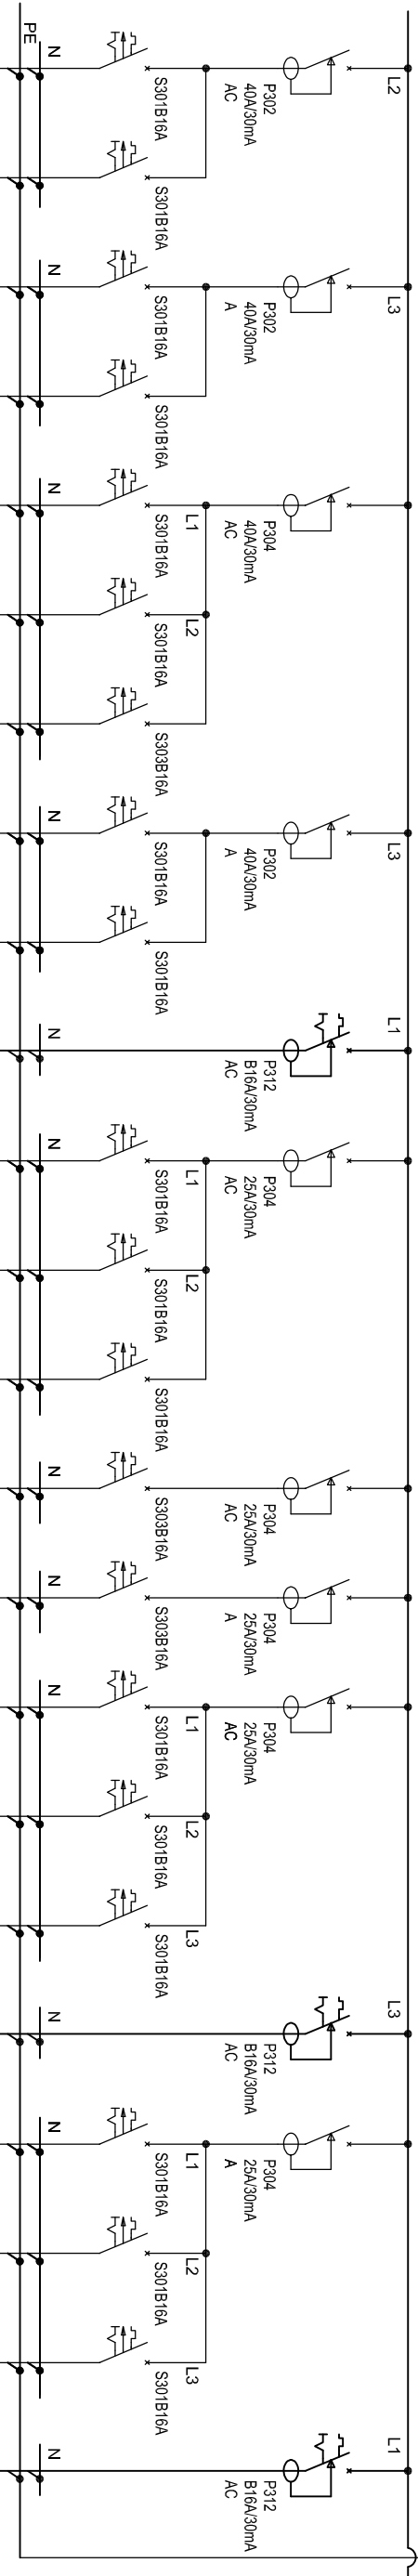 L2
P302
40A/30mA
AC
S301B16A
S301B16A
N
PE
L3
P302
40A/30mA
A
S301B16A
S301B16A
N
P304
40A/30mA
AC
L1
S301B16A
L2
S301B16A
S303B16A
N
L3
P302
40A/30mA
A
S301B16A
S301B16A
N
L1
P312
B16A/30mA
AC
N
P304
25A/30mA
AC
L1
S301B16A
L2
S301B16A
S301B16A
N
P304
25A/30mA
AC
S303B16A
N
P304
25A/30mA
A
S303B16A
N
P304
25A/30mA
AC
L1
S301B16A
L2
S301B16A
L3
S301B16A
N
L3
P312
B16A/30mA
AC
N
P304
25A/30mA
A
L1
S301B16A
L2
S301B16A
L3
S301B16A
N
L1
P312
B16A/30mA
AC
N